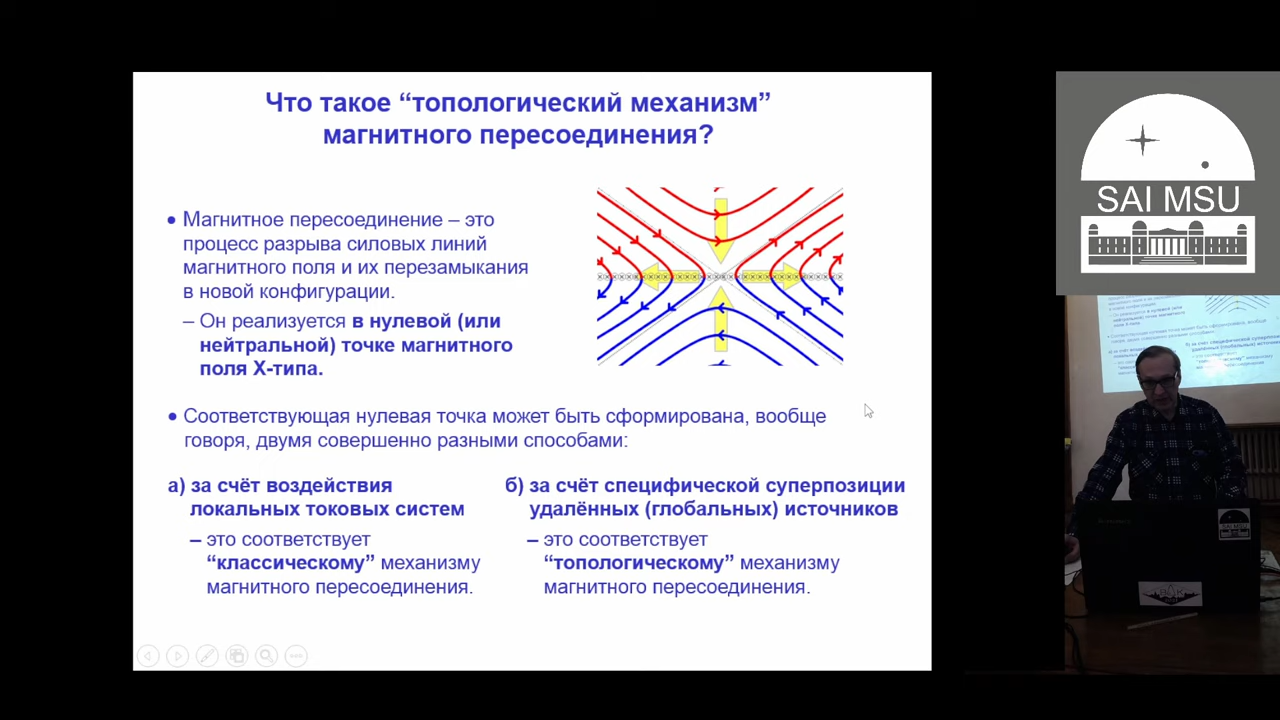 Что такое “топологический механизм”
магнитного пересоединения?
• Магнитное пересоединение – это
процесс разрыва силовых линий
магнитного поля и их перезамыкания
в новой конфигурации.
– Он реализуется в нулевой (или
нейтральной) точке магнитного
поля X-типа.
• Соответствующая нулевая точка может быть сформирована, вообще
говоря, двумя совершенно разными способами:
а) за счёт воздействия
локальных токовых систем
– это соответствует
“классическому” механизму
магнитного пересоединения.
б) за счёт специфической суперпозиции
удалённых (глобальных) источников
– это соответствует
“топологическому” механизму
магнитного пересоединения.
SAI MSU